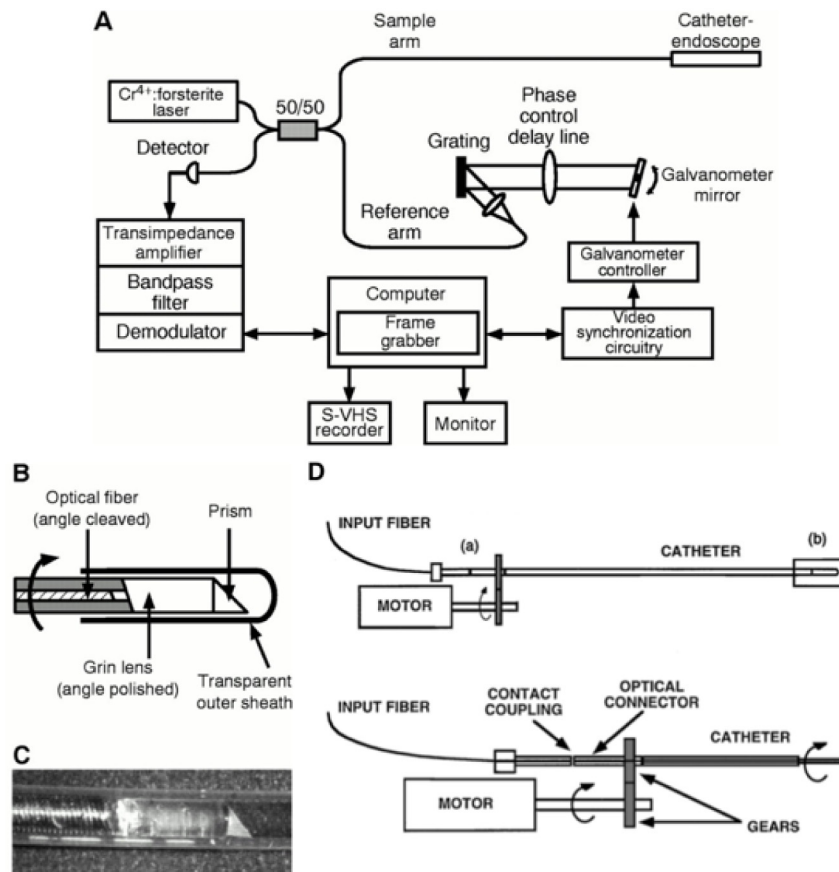 A
Sample
arm
Catheter-
endoscope
Cr4+:forsterite
laser
50/50
Detector
Phase
control
delay line
Grating
Galvanometer
mirror
Reference
arm
Transimpedance
amplifier
Bandpass
filter
Demodulator
Computer
Frame
grabber
Galvanometer
controller
Video
synchronization
circuitry
S-VHS
recorder
Monitor
B
Optical fiber
(angle cleaved)
Prism
Grin lens
(angle polished)
Transparent
outer sheath
C
D
INPUT FIBER
(a)
CATHETER
(b)
MOTOR
INPUT FIBER
CONTACT
COUPLING
OPTICAL
CONNECTOR
CATHETER
MOTOR
GEARS